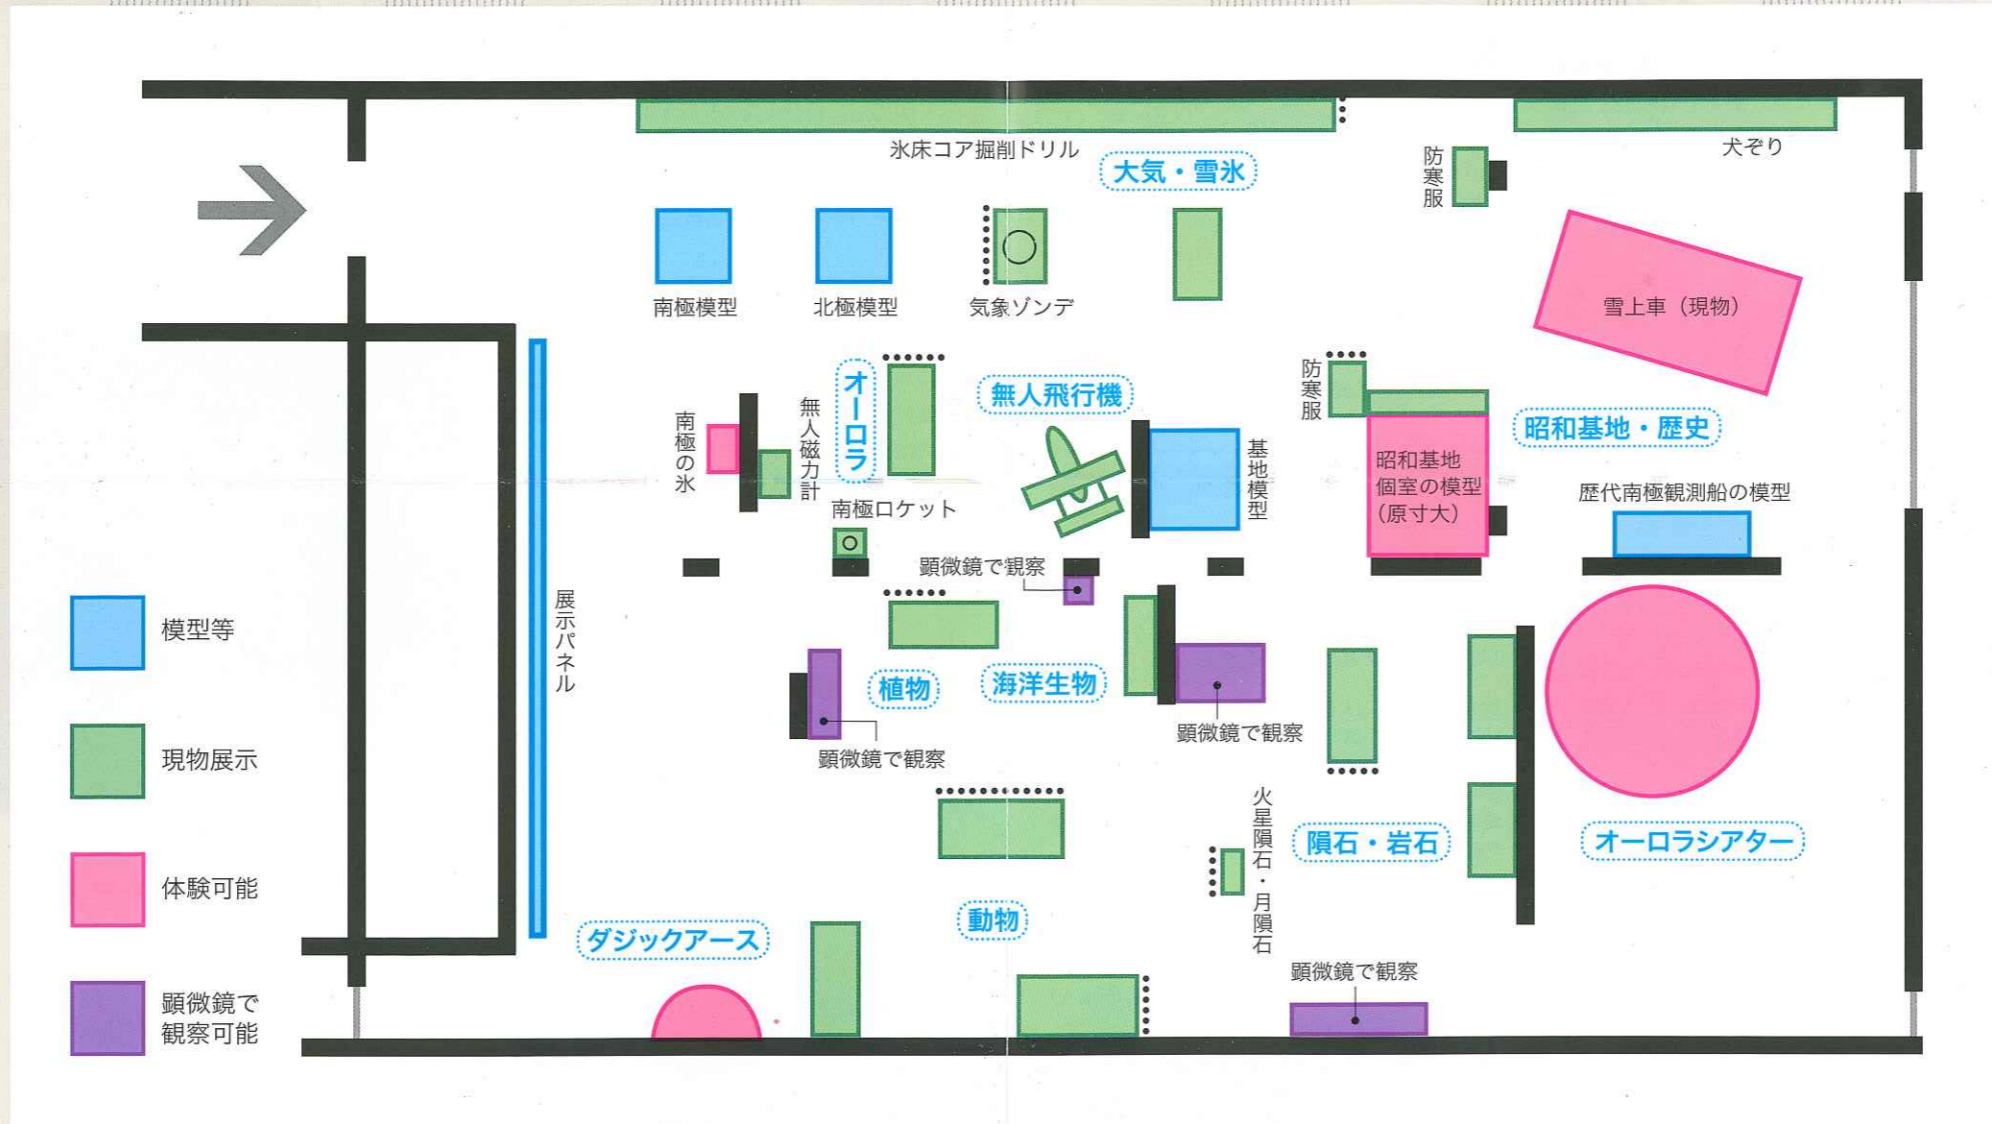 氷床コア掘削ドリル
大気・雪氷
犬ぞり
防寒服
南極模型
北極模型
気象ゾンデ
雪上車（現物）
オーロラ
無人飛行機
防寒服
昭和基地・歴史
南極の氷
無人磁力計
基地模型
昭和基地
個室の模型
（原寸大）
歴代南極観測船の模型
南極ロケット
顕微鏡で観察
展示パネル
模型等
植物
海洋生物
顕微鏡で観察
顕微鏡で観察
現物展示
火星隕石・月隕石
隕石・岩石
オーロラシアター
体験可能
動物
ダジックアース
顕微鏡で観察
顕微鏡で
観察可能